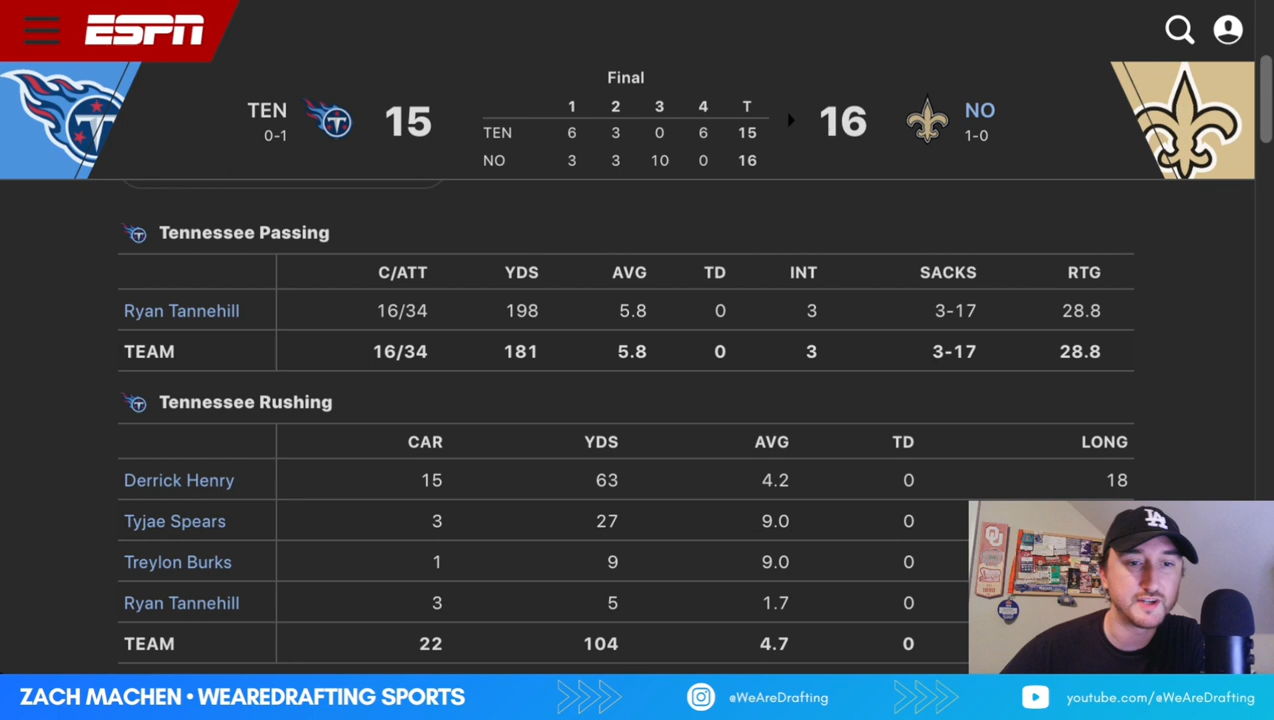 ESPN
Final
TEN 0-1 15
1 2 3 4 T
TEN 6 3 0 6 15
NO 3 3 10 0 16
16 NO 1-0
Tennessee Passing
C/ATT YDS AVG TD INT SACKS RTG
Ryan Tannehill 16/34 198 5.8 0 3 3-17 28.8
TEAM 16/34 181 5.8 0 3 3-17 28.8
Tennessee Rushing
CAR YDS AVG TD LONG
Derrick Henry 15 63 4.2 0 18
Tyjae Spears 3 27 9.0 0
Treylon Burks 1 9 9.0 0
Ryan Tannehill 3 5 1.7 0
TEAM 22 104 4.7 0
LA
OU
ZACH MACHEN • WEAREDRAFTING SPORTS
@WeAreDrafting
youtube.com/@WeAreDrafting